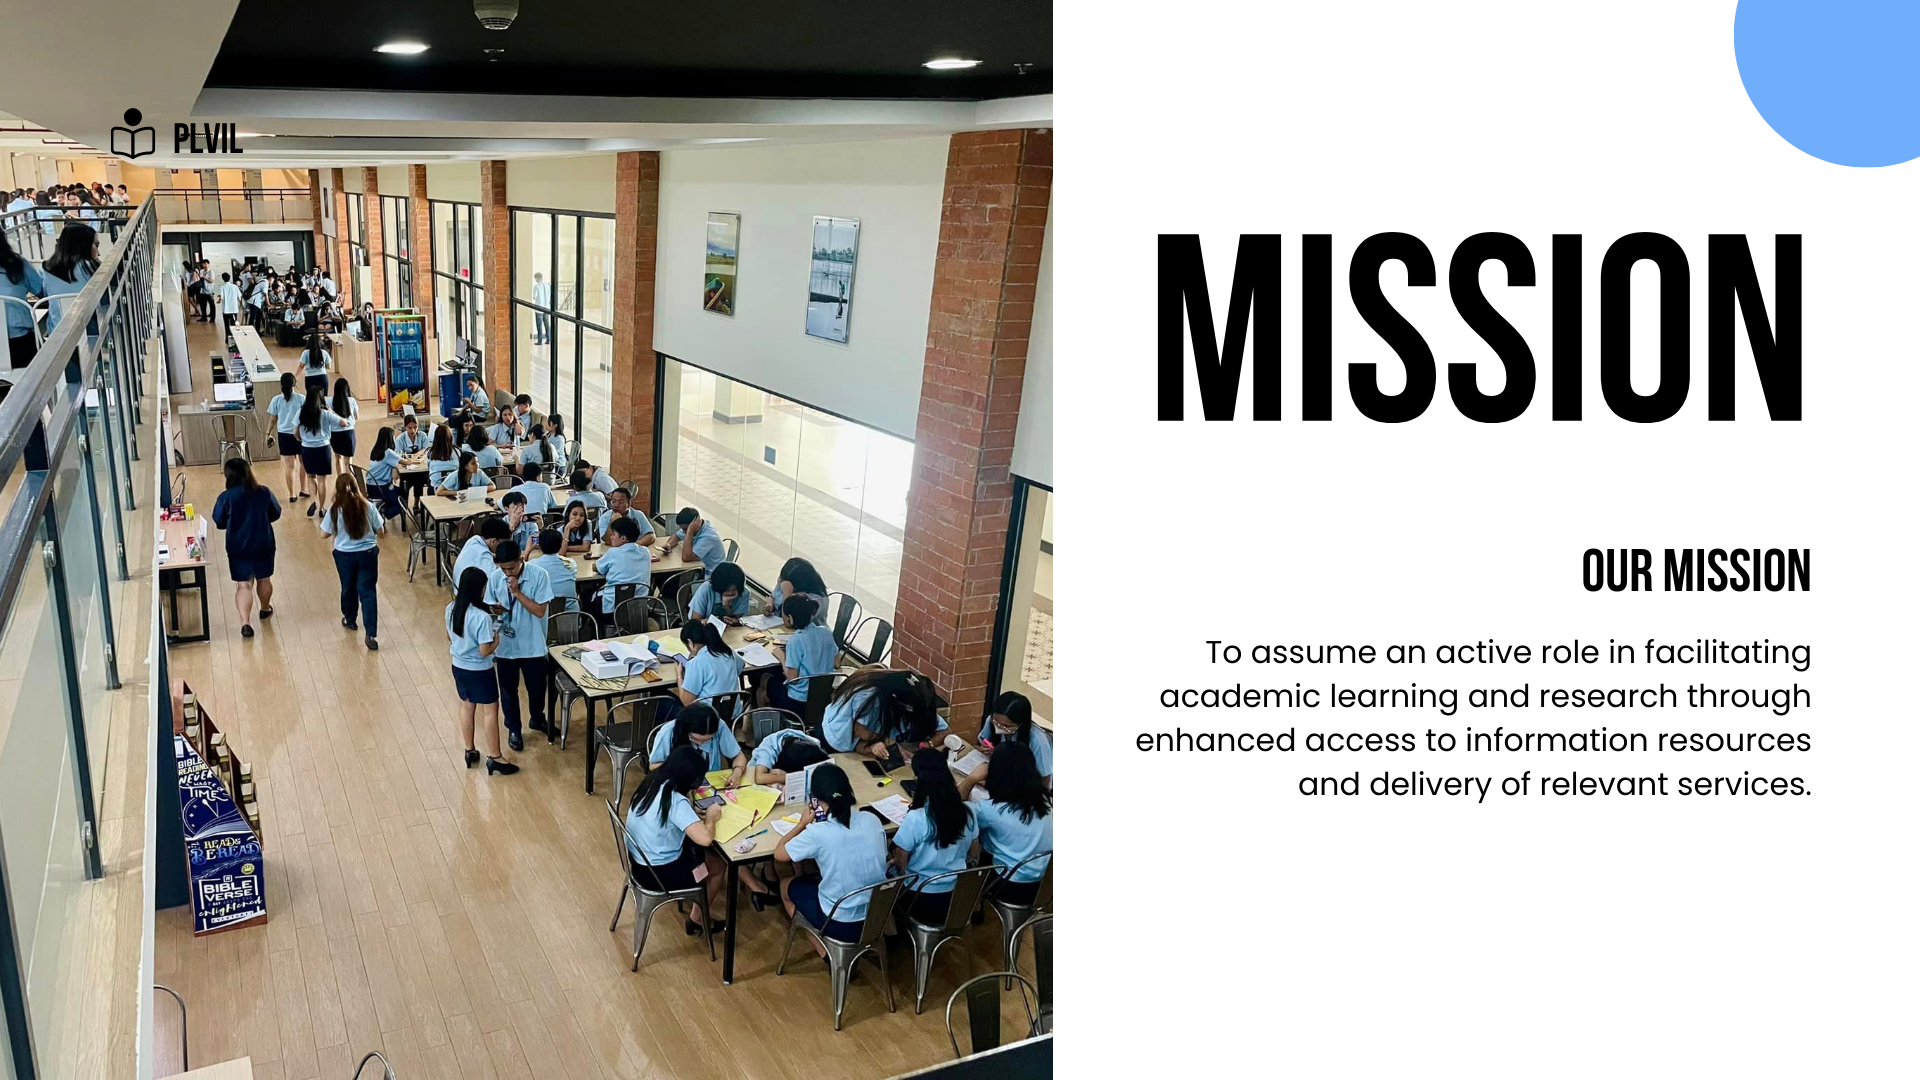 PLVIL
MISSION
OUR MISSION
To assume an active role in facilitating
academic learning and research through
enhanced access to information resources
and delivery of relevant services.
BIBLE
READING
NEVER
TIME
READ &
REREAD
BIBLE
VERSE
enlightened